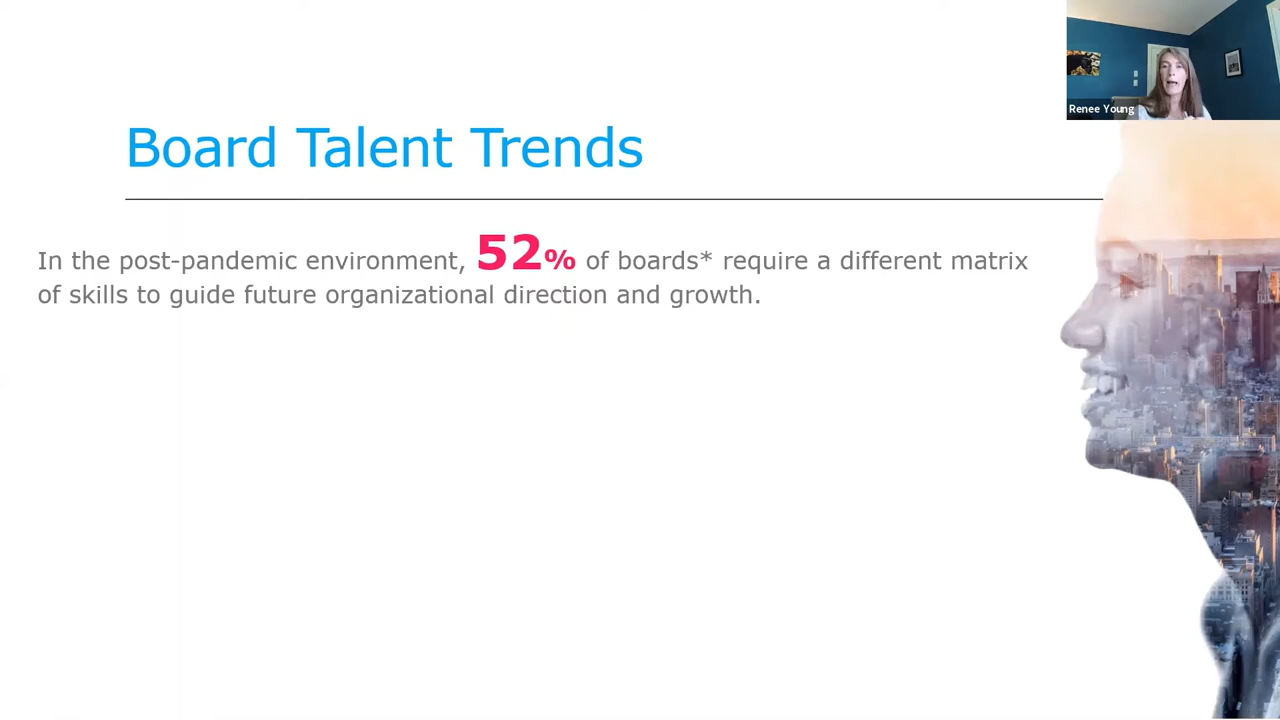 Renee Young
Board Talent Trends
In the post-pandemic environment, 52% of boards* require a different matrix
of skills to guide future organizational direction and growth.